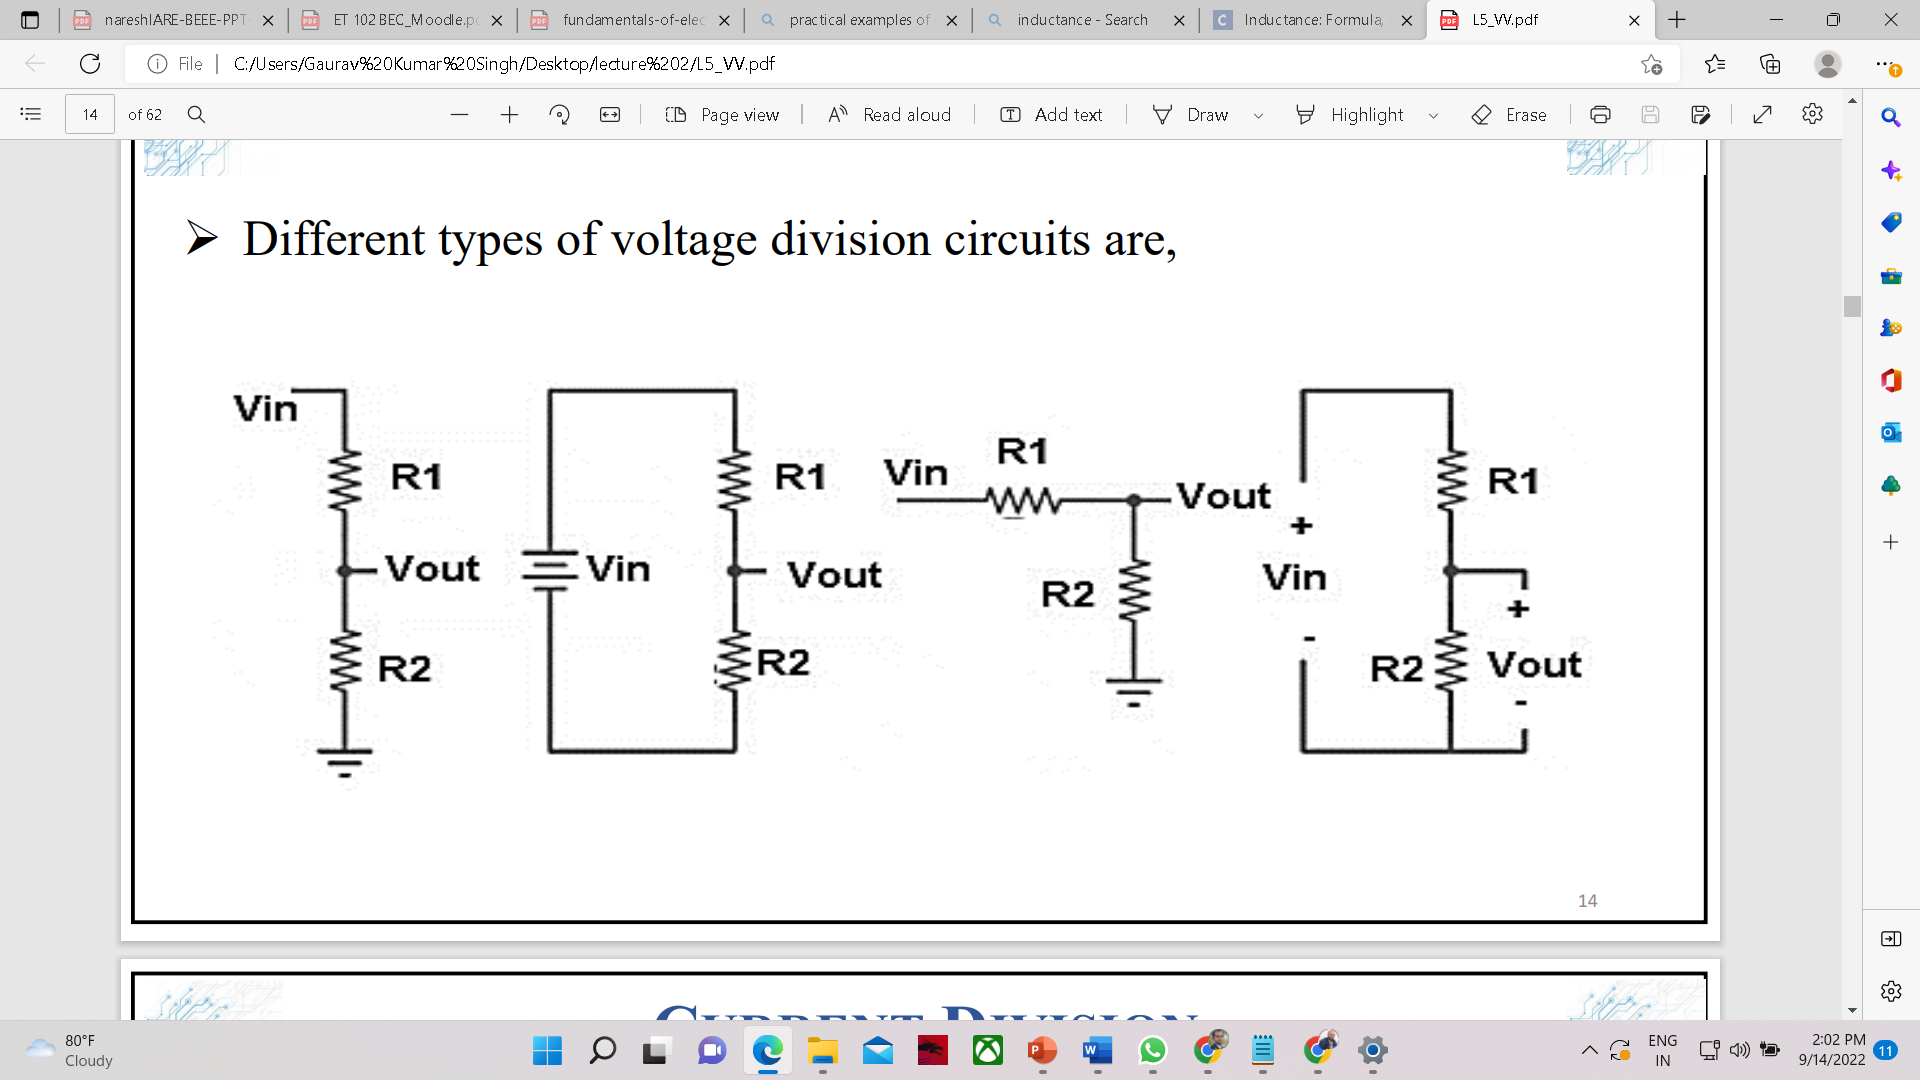 nareshIARE-BEEE-PPT
ET 102 BEC_Moodle.p
fundamentals-of-elec
practical examples of
inductance - Search
Inductance: Formula,
L5_VV.pdf
File
C:/Users/Gaurav%20Kumar%20Singh/Desktop/lecture%202/L5_VV.pdf
14 of 62
Page view
Read aloud
Add text
Draw
Highlight
Erase
➢ Different types of voltage division circuits are,
Vin
R1
Vout
R2
Vin
R1
Vout
R2
Vin
R1
Vout
R2
+
Vin
-
R1
R2
+
Vout
-
14
CURRENT DIVISION
80°F
Cloudy
ENG
IN
2:02 PM
9/14/2022
11